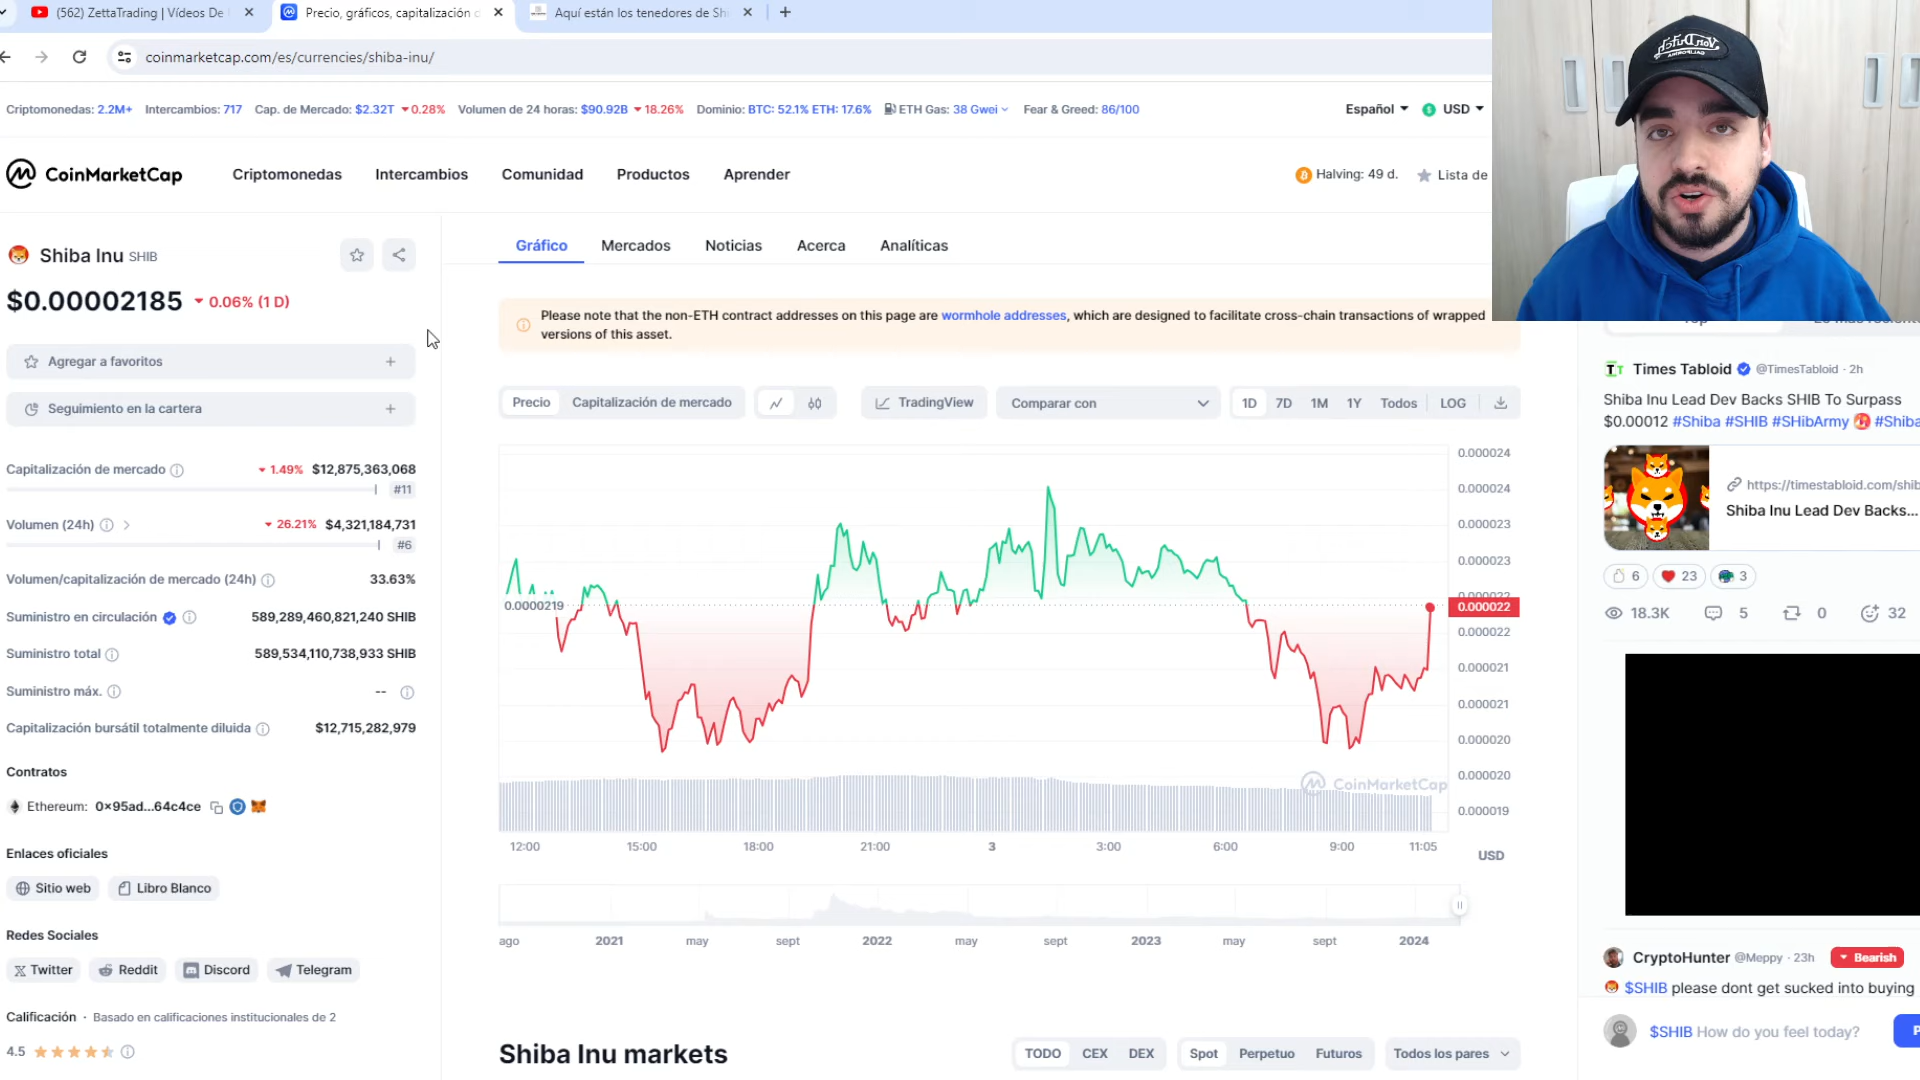 (562) ZettaTrading | Vídeos De
Precio, gráficos, capitalización d
Aquí están los tenedores de Shi
coinmarketcap.com/es/currencies/shiba-inu/
Criptomonedas: 2.2M+ Intercambios: 717 Cap. de Mercado: $2.32T 0.28% Volumen de 24 horas: $90.92B 18.26% Dominio: BTC: 52.1% ETH: 17.6% ETH Gas: 38 Gwei Fear & Greed: 86/100
Español USD
CoinMarketCap
Criptomonedas Intercambios Comunidad Productos Aprender
Halving: 49 d. Lista de
Von Dutch
Shiba Inu SHIB
$0.00002185 0.06% (1 D)
Agregar a favoritos
Seguimiento en la cartera
Capitalización de mercado 1.49% $12,875,363,068
#11
Volumen (24h) 26.21% $4,321,184,731
#6
Volumen/capitalización de mercado (24h) 33.63%
Suministro en circulación 589,289,460,821,240 SHIB
Suministro total 589,534,110,738,933 SHIB
Suministro máx. --
Capitalización bursátil totalmente diluida $12,715,282,979
Contratos
Ethereum: 0x95ad...64c4ce
Enlaces oficiales
Sitio web Libro Blanco
Redes Sociales
Twitter Reddit Discord Telegram
Calificación · Basado en calificaciones institucionales de 2
4.5
Gráfico Mercados Noticias Acerca Analíticas
Please note that the non-ETH contract addresses on this page are wormhole addresses, which are designed to facilitate cross-chain transactions of wrapped
versions of this asset.
Precio Capitalización de mercado TradingView Comparar con 1D 7D 1M 1Y Todos LOG
0.000024
0.000024
0.000023
0.000023
0.000022
0.0000219
0.000022
0.000022
0.000021
0.000021
0.000020
0.000020
CoinMarketCap
0.000019
12:00 15:00 18:00 21:00 3 3:00 6:00 9:00 11:05
USD
ago 2021 may sept 2022 may sept 2023 may sept 2024
Shiba Inu markets
TODO CEX DEX Spot Perpetuo Futuros Todos los pares
Times Tabloid @TimesTabloid · 2h
Shiba Inu Lead Dev Backs SHIB To Surpass
$0.00012 #Shiba #SHIB #SHibArmy #Shiba
https://timestabloid.com/shib
Shiba Inu Lead Dev Backs...
6 23 3
18.3K 5 0 32
CryptoHunter @Meppy · 23h Bearish
$SHIB please dont get sucked into buying
$SHIB How do you feel today?